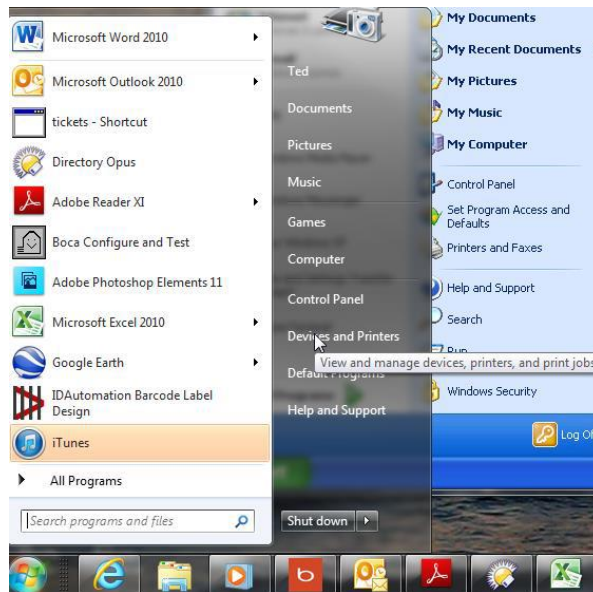 Microsoft Word 2010
Microsoft Outlook 2010
tickets - Shortcut
Directory Opus
Adobe Reader XI
Boca Configure and Test
Adobe Photoshop Elements 11
Microsoft Excel 2010
Google Earth
IDAutomation Barcode Label
Design
iTunes
All Programs
Search programs and files
Ted
Documents
Pictures
Music
Games
Computer
Control Panel
Devices and Printers
View and manage devices, printers, and print jobs
Default Programs
Help and Support
Shut down
My Documents
My Recent Documents
My Pictures
My Music
My Computer
Control Panel
Set Program Access and
Defaults
Printers and Faxes
Help and Support
Search
Windows Security
Log